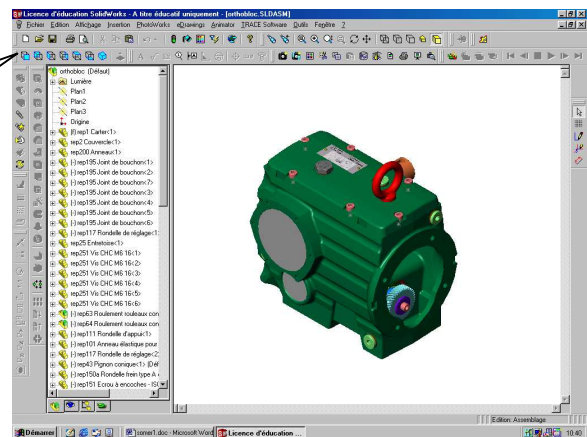 Licence d'éducation SolidWorks - A titre éducatif uniquement - [orthobloc.SLDASM]
Fichier Edition Affichage Insertion PhotoWorks eDrawings Animator TRACE Software Outils Fenêtre ?
orthobloc (Défaut)
Lumière
Plan1
Plan2
Plan3
Origine
(f) rep1 Carter<1>
rep2 Couvercle<1>
rep200 Anneaux<1>
(-) rep195 Joint de bouchon<1>
(-) rep195 Joint de bouchon<2>
(-) rep195 Joint de bouchon<7>
(-) rep195 Joint de bouchon<3>
(-) rep195 Joint de bouchon<4>
(-) rep195 Joint de bouchon<5>
(-) rep195 Joint de bouchon<6>
(-) rep117 Rondelle de réglage<1>
rep25 Entretoise<1>
rep251 Vis CHC M6 16<1>
rep251 Vis CHC M6 16<2>
rep251 Vis CHC M6 16<3>
rep251 Vis CHC M6 16<4>
rep251 Vis CHC M6 16<5>
rep251 Vis CHC M6 16<6>
(-) rep63 Roulement rouleaux con
(-) rep64 Roulement rouleaux con
(-) rep111 Rondelle d'appui<1>
(-) rep101 Anneau élastique pour
(-) rep117 Rondelle de réglage<2>
(-) rep43 Pignon conique<1> (Déf
(-) rep150a Rondelle frein type A
(-) rep151 Ecrou à encoches - IS
Edition: Assemblage
Démarrer
somer1.doc - Microsoft Word
Licence d'éducation ...
10:40